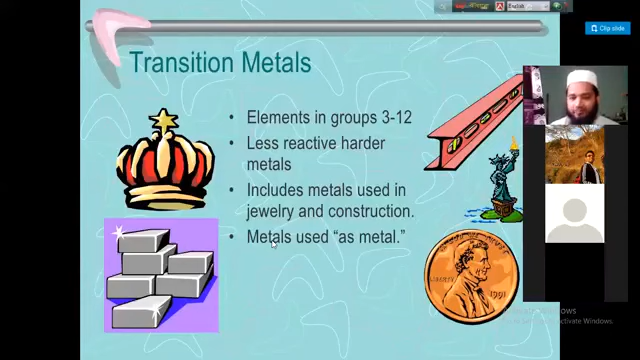 English
Clip slide
Transition Metals
• Elements in groups 3-12
• Less reactive harder
metals
• Includes metals used in
jewelry and construction.
• Metals used “as metal.”
LIBERTY
1991